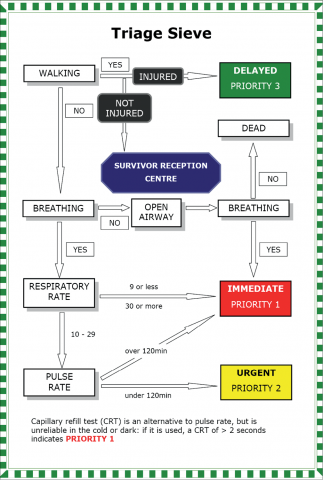 Triage Sieve
YES
WALKING
INJURED
DELAYED
PRIORITY 3
NO
NOT
INJURED
DEAD
SURVIVOR RECEPTION
CENTRE
NO
BREATHING
OPEN
AIRWAY
BREATHING
NO
YES
YES
RESPIRATORY
RATE
9 or less
30 or more
IMMEDIATE
PRIORITY 1
10 - 29
over 120min
PULSE
RATE
under 120min
URGENT
PRIORITY 2
Capillary refill test (CRT) is an alternative to pulse rate, but is
unreliable in the cold or dark: if it is used, a CRT of > 2 seconds
indicates PRIORITY 1